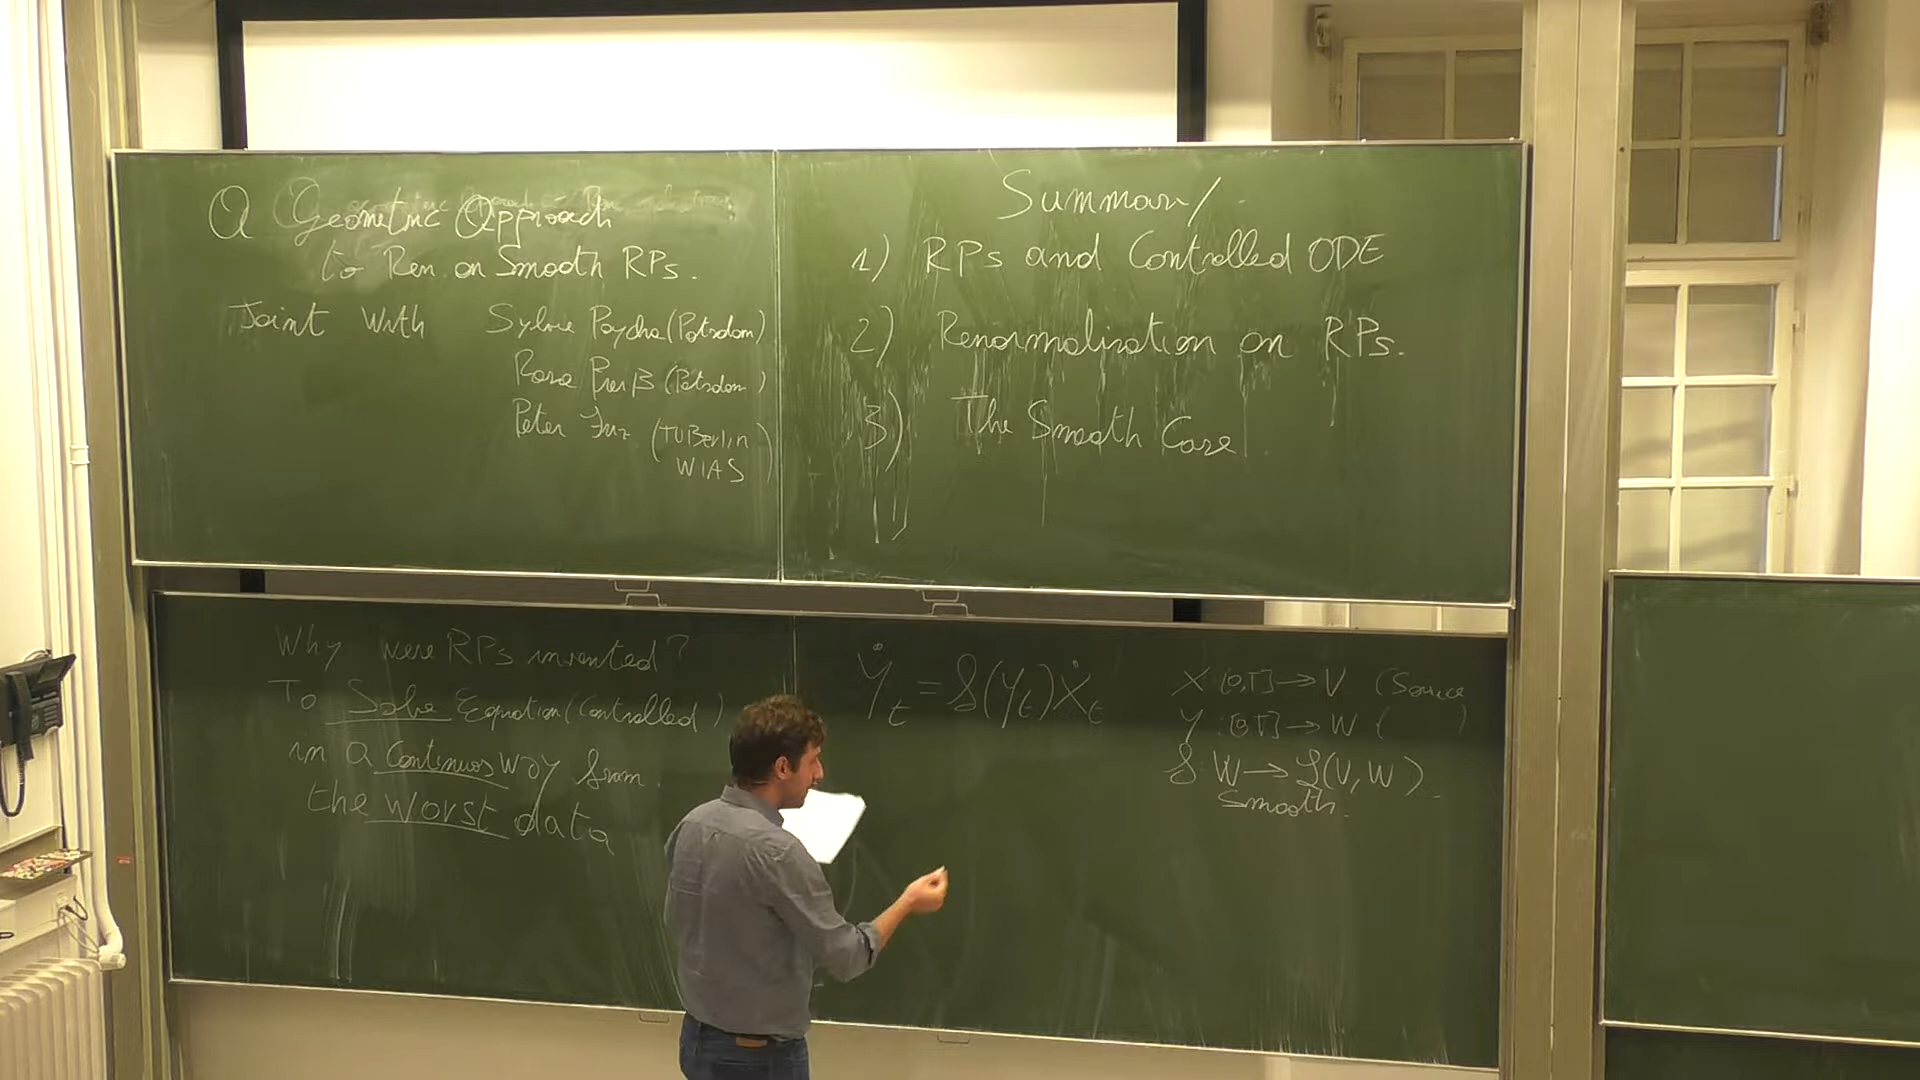 A Geometric Approach
to Ren on Smooth RPs.
Joint With Sylvie Paycha (Potsdam)
Rosa Preiß (Potsdam)
Peter Friz (TU Berlin
WIAS)
Summary
1) RPs and Controlled ODE
2) Renormalisation on RPs.
3) The Smooth Case
Why were RPs invented?
To Solve Equation (Controlled)
in a Continuos way from
the worst data
Ẏt = f(Yt)Ẋt
X:[0,T]→V (Source
Y:[0,T]→W ( )
f:W→L(V,W).
Smooth.